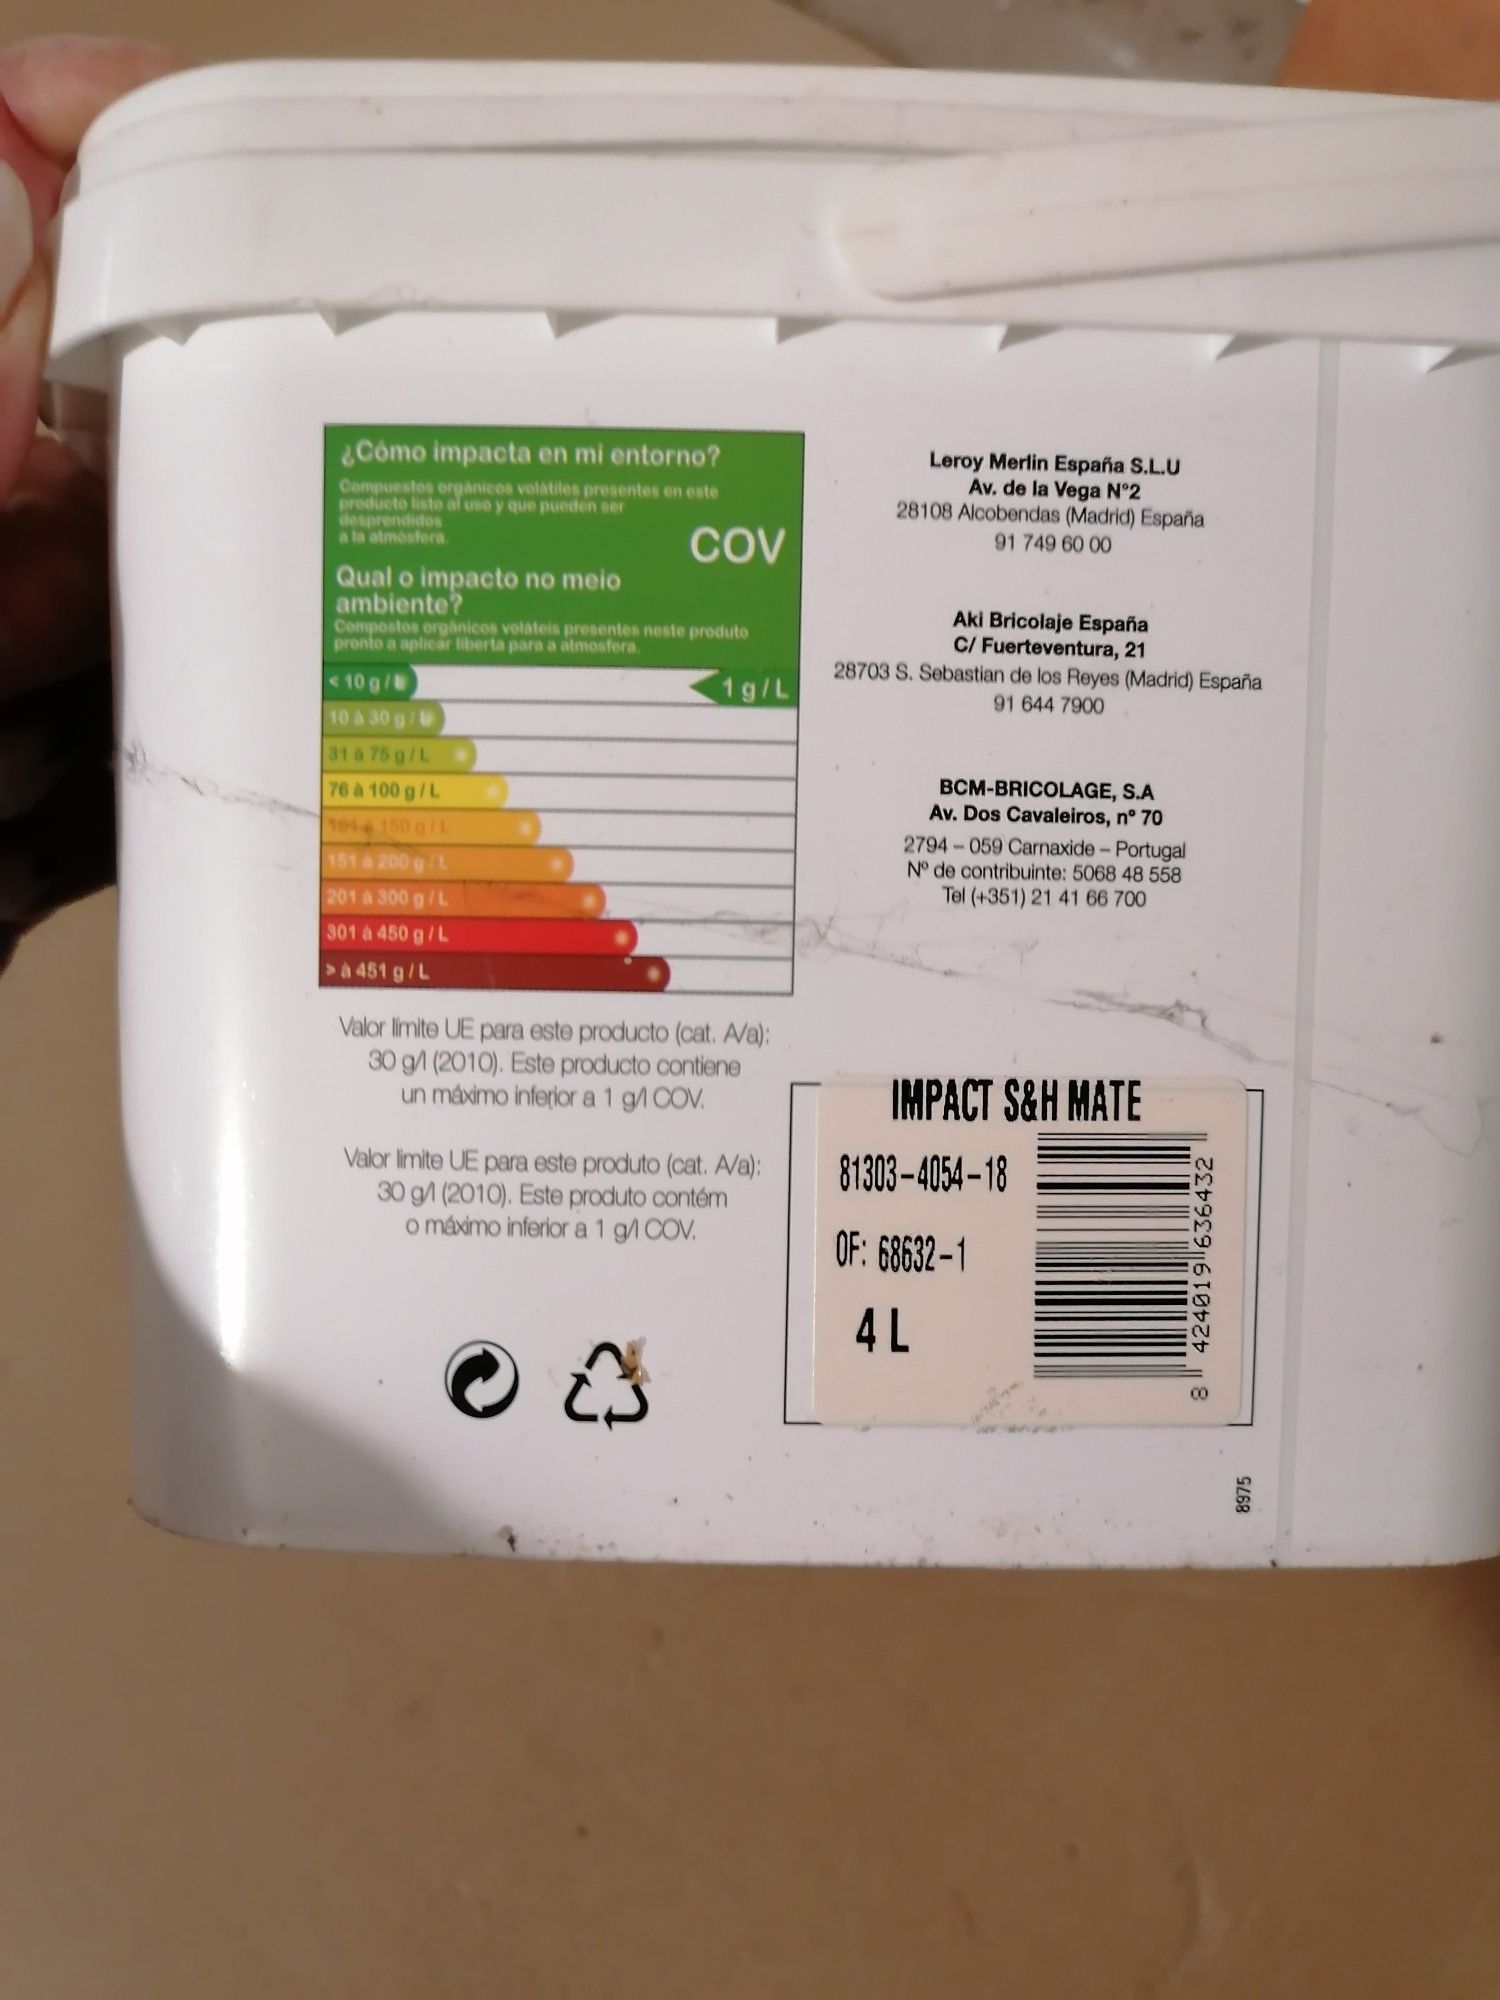 ¿Cómo impacta en mi entorno?
Compuestos orgánicos volátiles presentes en este
producto listo al uso y que pueden ser
desprendidos
a la atmósfera.
COV
Qual o impacto no meio
ambiente?
Compostos orgânicos voláteis presentes neste produto
pronto a aplicar liberta para a atmosfera.
< 10 g / L
1 g / L
10 à 30 g / L
31 à 75 g / L
76 à 100 g / L
101 à 150 g / L
151 à 200 g / L
201 à 300 g / L
301 à 450 g / L
> à 451 g / L
Valor límite UE para este producto (cat. A/a):
30 g/l (2010). Este producto contiene
un máximo inferior a 1 g/l COV.
Valor limite UE para este produto (cat. A/a):
30 g/l (2010). Este produto contém
o máximo inferior a 1 g/l COV.
Leroy Merlin España S.L.U
Av. de la Vega Nº2
28108 Alcobendas (Madrid) España
91 749 60 00
Aki Bricolaje España
C/ Fuerteventura, 21
28703 S. Sebastian de los Reyes (Madrid) España
91 644 7900
BCM-BRICOLAGE, S.A
Av. Dos Cavaleiros, nº 70
2794 – 059 Carnaxide – Portugal
Nº de contribuinte: 5068 48 558
Tel (+351) 21 41 66 700
IMPACT S&H MATE
81303-4054-18
OF: 68632-1
4 L
8 424019 636432
8975